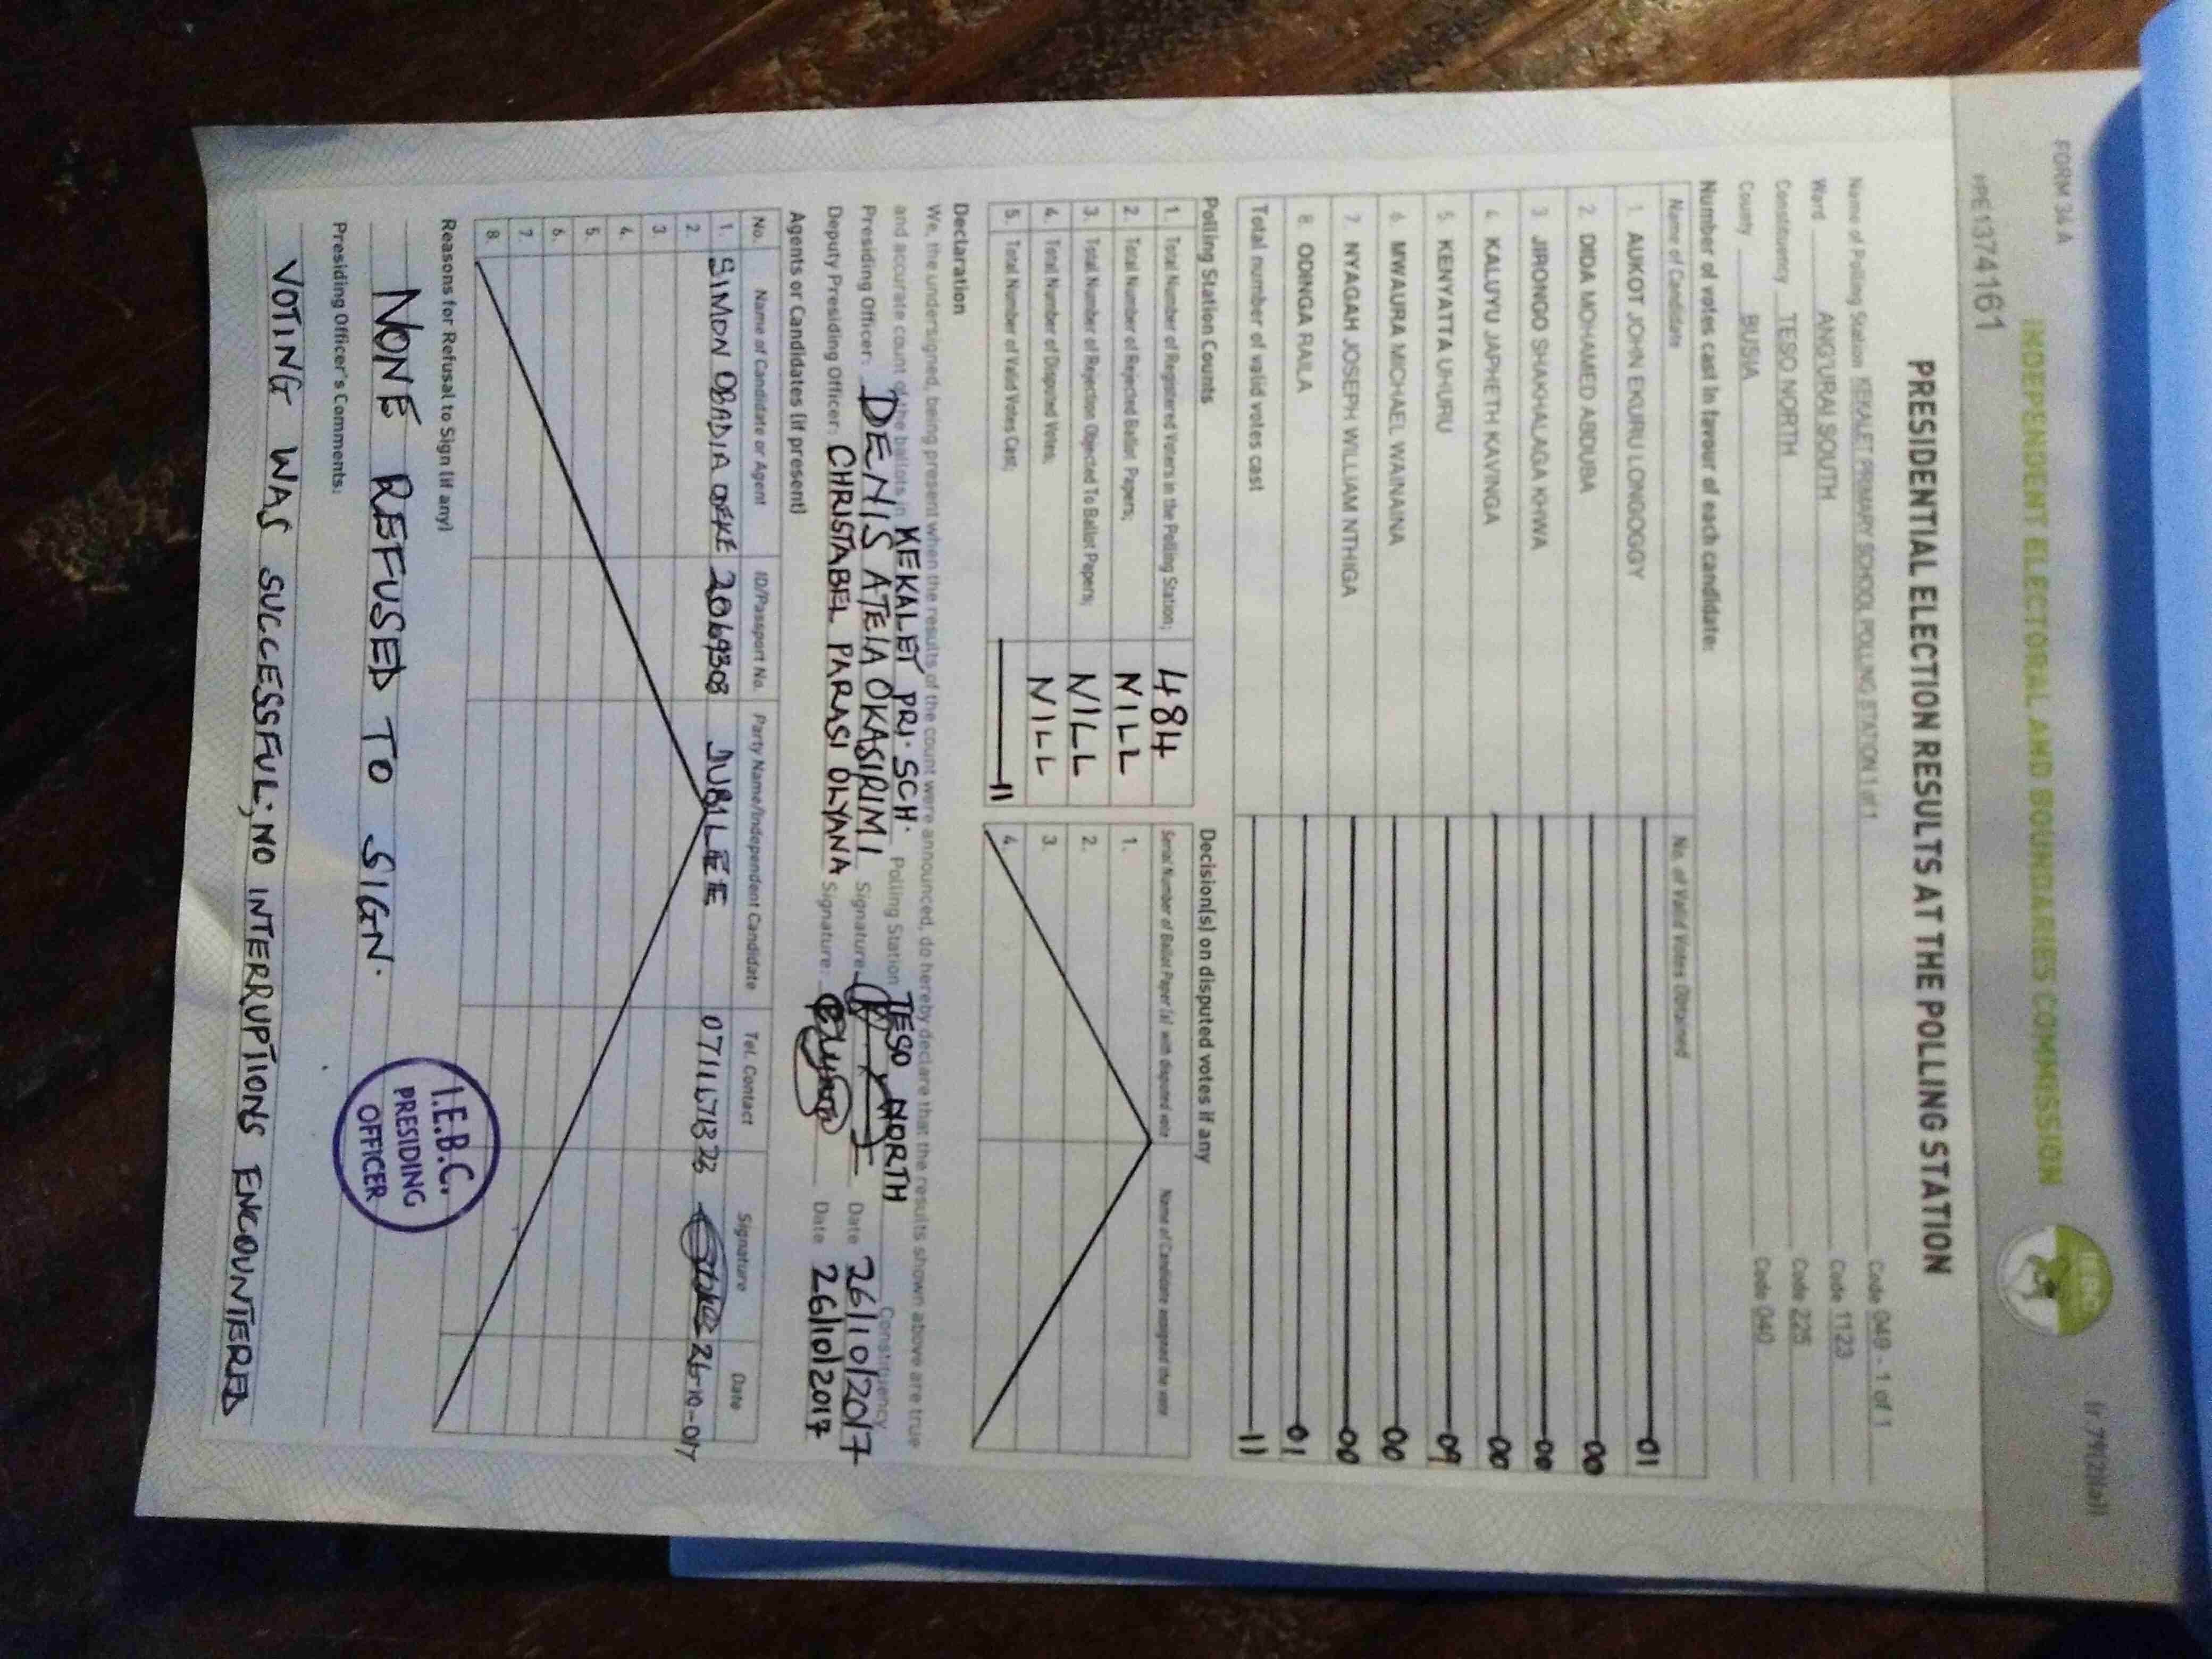 FORM 34 A
(r 79(2)(a))
INDEPENDENT ELECTORAL AND BOUNDARIES COMMISSION
IEBC
PRE1374161
PRESIDENTIAL ELECTION RESULTS AT THE POLLING STATION
Name of Polling Station KEKALET PRIMARY SCHOOL POLLING STATION 1 of 1 Code 049 - 1 of 1
Ward ANG'URAI SOUTH Code 1123
Constituency TESO NORTH Code 225
County BUSIA Code 040
Number of votes cast in favour of each candidate:
Name of Candidate No. of Valid Votes Obtained
1. AUKOT JOHN EKURU LONGOGGY 01
2. DIDA MOHAMED ABDUBA 00
3. JIRONGO SHAKHALAGA KHWA 00
4. KALUYU JAPHETH KAVINGA 00
5. KENYATTA UHURU 09
6. MWAURA MICHAEL WAINAINA 00
7. NYAGAH JOSEPH WILLIAM NTHIGA 00
8. ODINGA RAILA 01
Total number of valid votes cast 11
Polling Station Counts
1. Total Number of Registered Voters in the Polling Station; 484
2. Total Number of Rejected Ballot Papers; NILL
3. Total Number of Rejection Objected To Ballot Papers; NILL
4. Total Number of Disputed Votes; NILL
5. Total Number of Valid Votes Cast; 11
Decision(s) on disputed votes if any
Serial Number of Ballot Paper (s) with disputed vote Name of Candidate assigned the vote
1.
2.
3.
4.
Declaration
We, the undersigned, being present when the results of the count were announced, do hereby declare that the results shown above are true
and accurate count of the ballots in KEKALET PRI. SCH. Polling Station TESO NORTH Constituency
Presiding Officer: DENIS ATEIA OKASIRIMI Signature: Date 26/10/2017
Deputy Presiding Officer: CHRISTABEL PARASI OLYANA Signature: Date 26/10/2017
Agents or Candidates (if present)
No. Name of Candidate or Agent ID/Passport No. Party Name/Independent Candidate Tel. Contact Signature Date
1. SIMON OBADIA 2069308 JUBILEE 26-10-017
2.
3.
4.
5.
6.
7.
8.
Reasons for Refusal to Sign (if any)
NONE REFUSED TO SIGN.
Presiding Officer's Comments:
VOTING WAS SUCCESSFUL; NO INTERRUPTIONS ENCOUNTERED
I.E.B.C.
PRESIDING
OFFICER